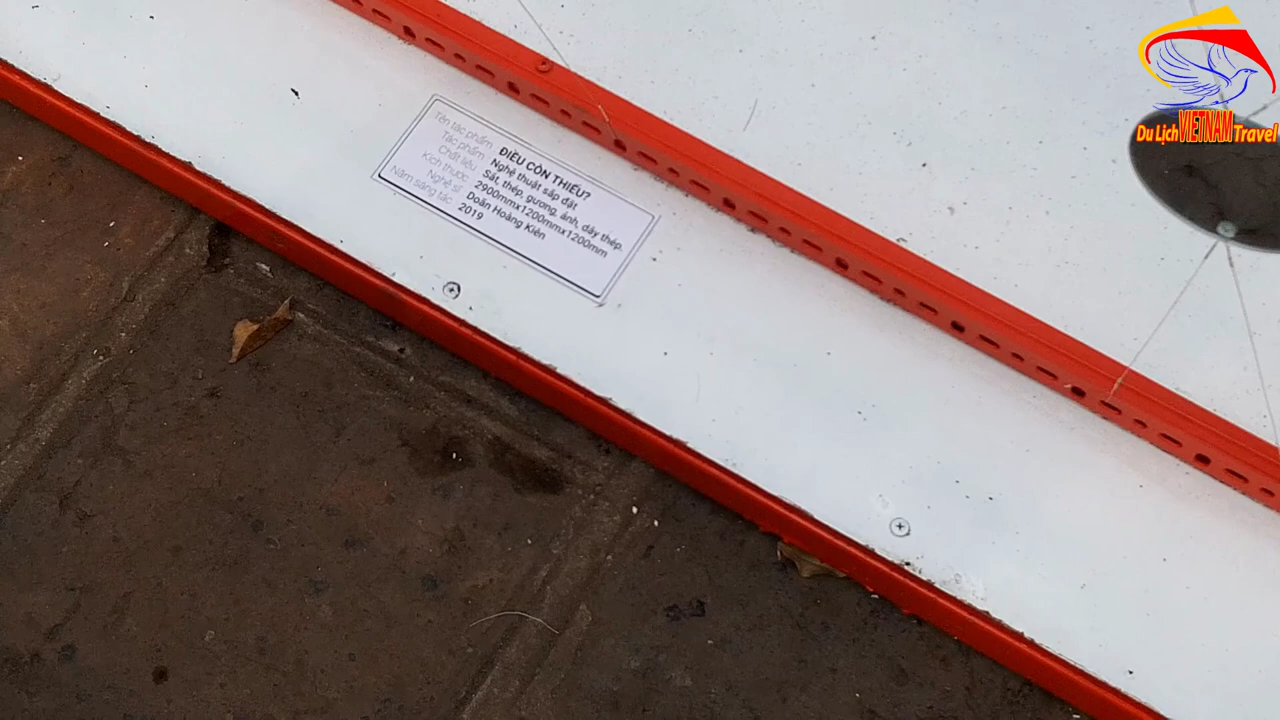 Tên tác phẩm ĐIỀU CÒN THIẾU?
Tác phẩm Nghệ thuật sắp đặt
Chất liệu Sắt, thép, gương, ảnh, dây thép.
Kích thước 2900mmx1200mmx1200mm
Nghệ sĩ Doãn Hoàng Kiên
Năm sáng tác 2019
Du Lịch VIETNAM Travel